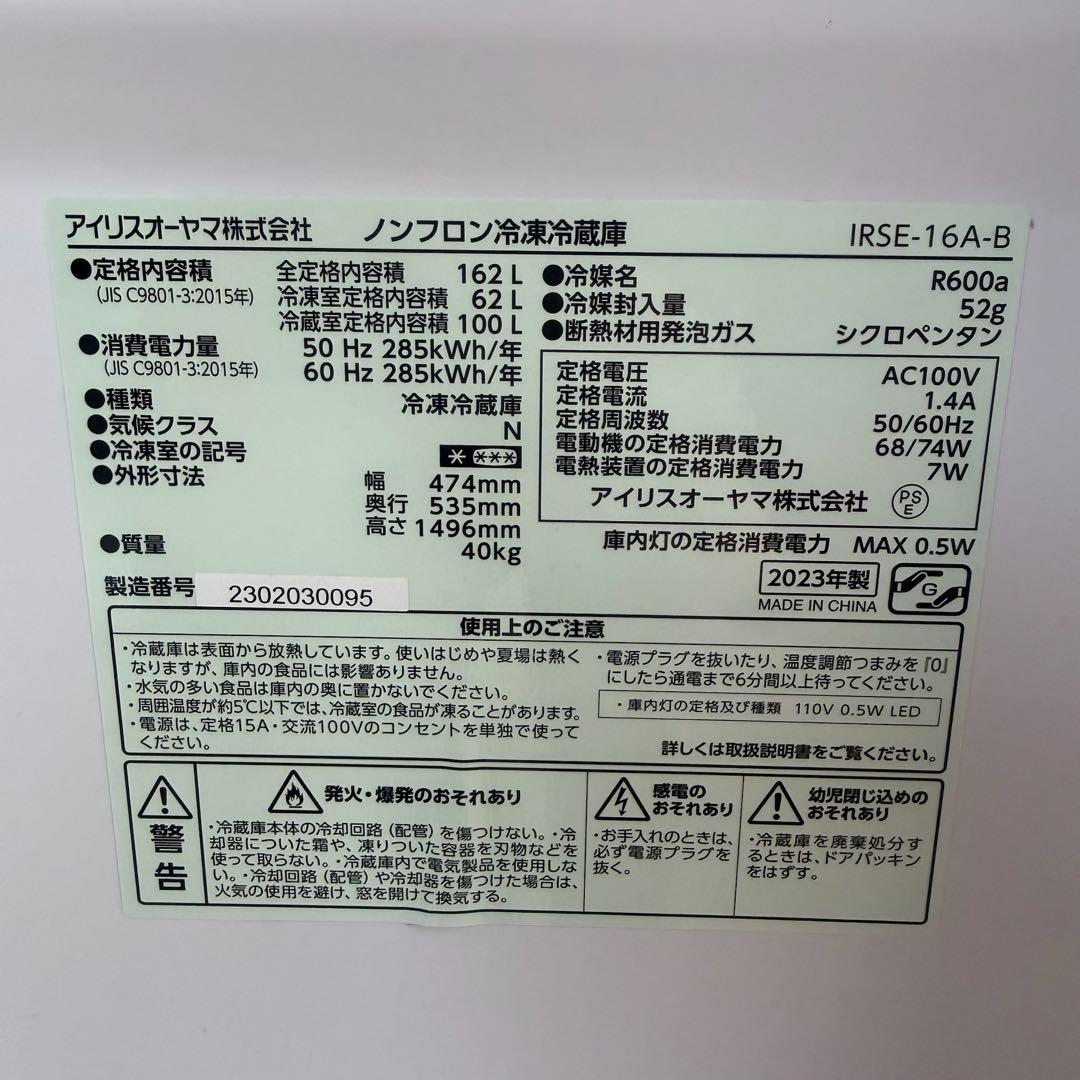 アイリスオーヤマ株式会社 ノンフロン冷凍冷蔵庫 IRSE-16A-B
●定格内容積 全定格内容積 162 L
(JIS C9801-3:2015年) 冷凍室定格内容積 62 L
冷蔵室定格内容積 100 L
●消費電力量 50 Hz 285kWh/年
(JIS C9801-3:2015年) 60 Hz 285kWh/年
●種類 冷凍冷蔵庫
●気候クラス N
●冷凍室の記号 * ***
●外形寸法 幅 474mm
奥行 535mm
高さ 1496mm
●質量 40kg
製造番号 2302030095
●冷媒名 R600a
●冷媒封入量 52g
●断熱材用発泡ガス シクロペンタン
定格電圧 AC100V
定格電流 1.4A
定格周波数 50/60Hz
電動機の定格消費電力 68/74W
電熱装置の定格消費電力 7W
アイリスオーヤマ株式会社 PSE
庫内灯の定格消費電力 MAX 0.5W
2023年製
MADE IN CHINA
G
使用上のご注意
・冷蔵庫は表面から放熱しています。使いはじめや夏場は熱く
なりますが、庫内の食品には影響ありません。
・水気の多い食品は庫内の奥に置かないでください。
・周囲温度が約5℃以下では、冷蔵室の食品が凍ることがあります。
・電源は、定格15A・交流100Vのコンセントを単独で使って
ください。
・電源プラグを抜いたり、温度調節つまみを『0』
にしたら通電まで6分間以上待ってください。
・庫内灯の定格及び種類 110V 0.5W LED
詳しくは取扱説明書をご覧ください。
警告
発火・爆発のおそれあり
・冷蔵庫本体の冷却回路（配管）を傷つけない。・冷
却器についた霜や、凍りついた容器を刃物などを
使って取らない。・冷蔵庫内で電気製品を使用しな
い。・冷却回路（配管）や冷却器を傷つけた場合は、
火気の使用を避け、窓を開けて換気する。
感電の
おそれあり
・お手入れのときは、
必ず電源プラグを
抜く。
幼児閉じ込めの
おそれあり
・冷蔵庫を廃棄処分す
るときは、ドアパッキン
をはずす。